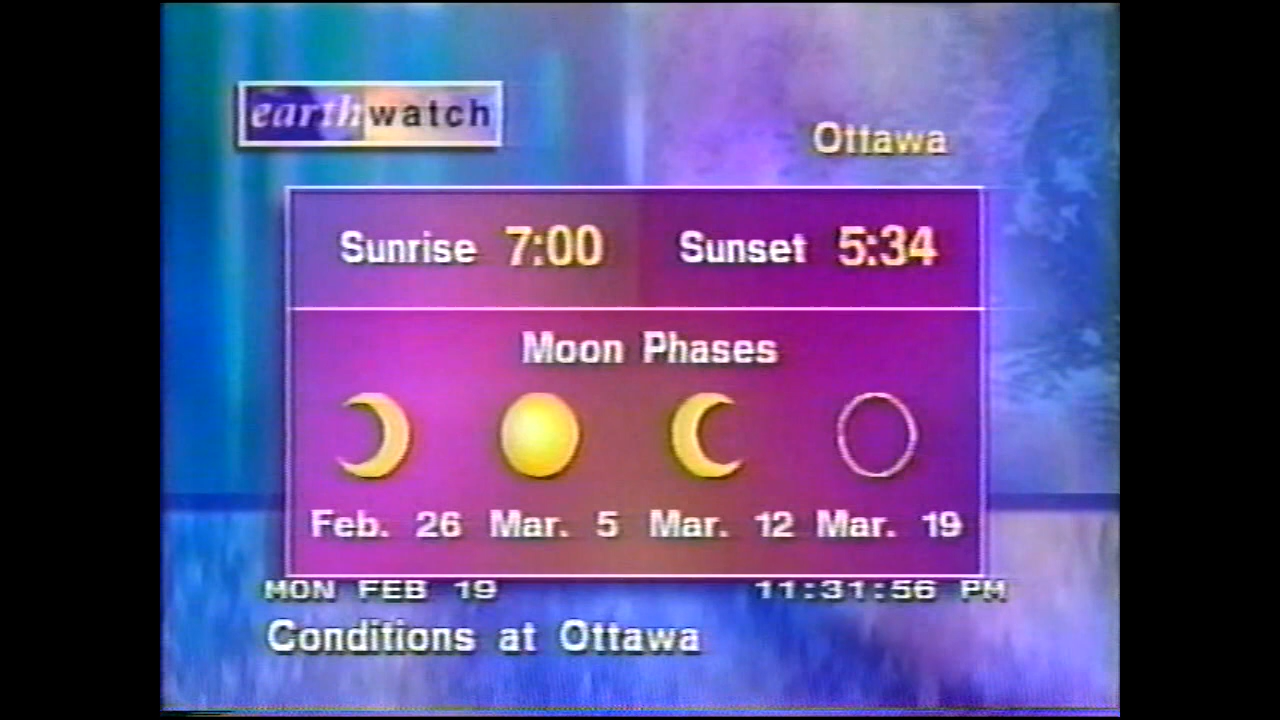 earthwatch
Ottawa
Sunrise 7:00 Sunset 5:34
Moon Phases
Feb. 26 Mar. 5 Mar. 12 Mar. 19
MON FEB 19 11:31:56 PM
Conditions at Ottawa